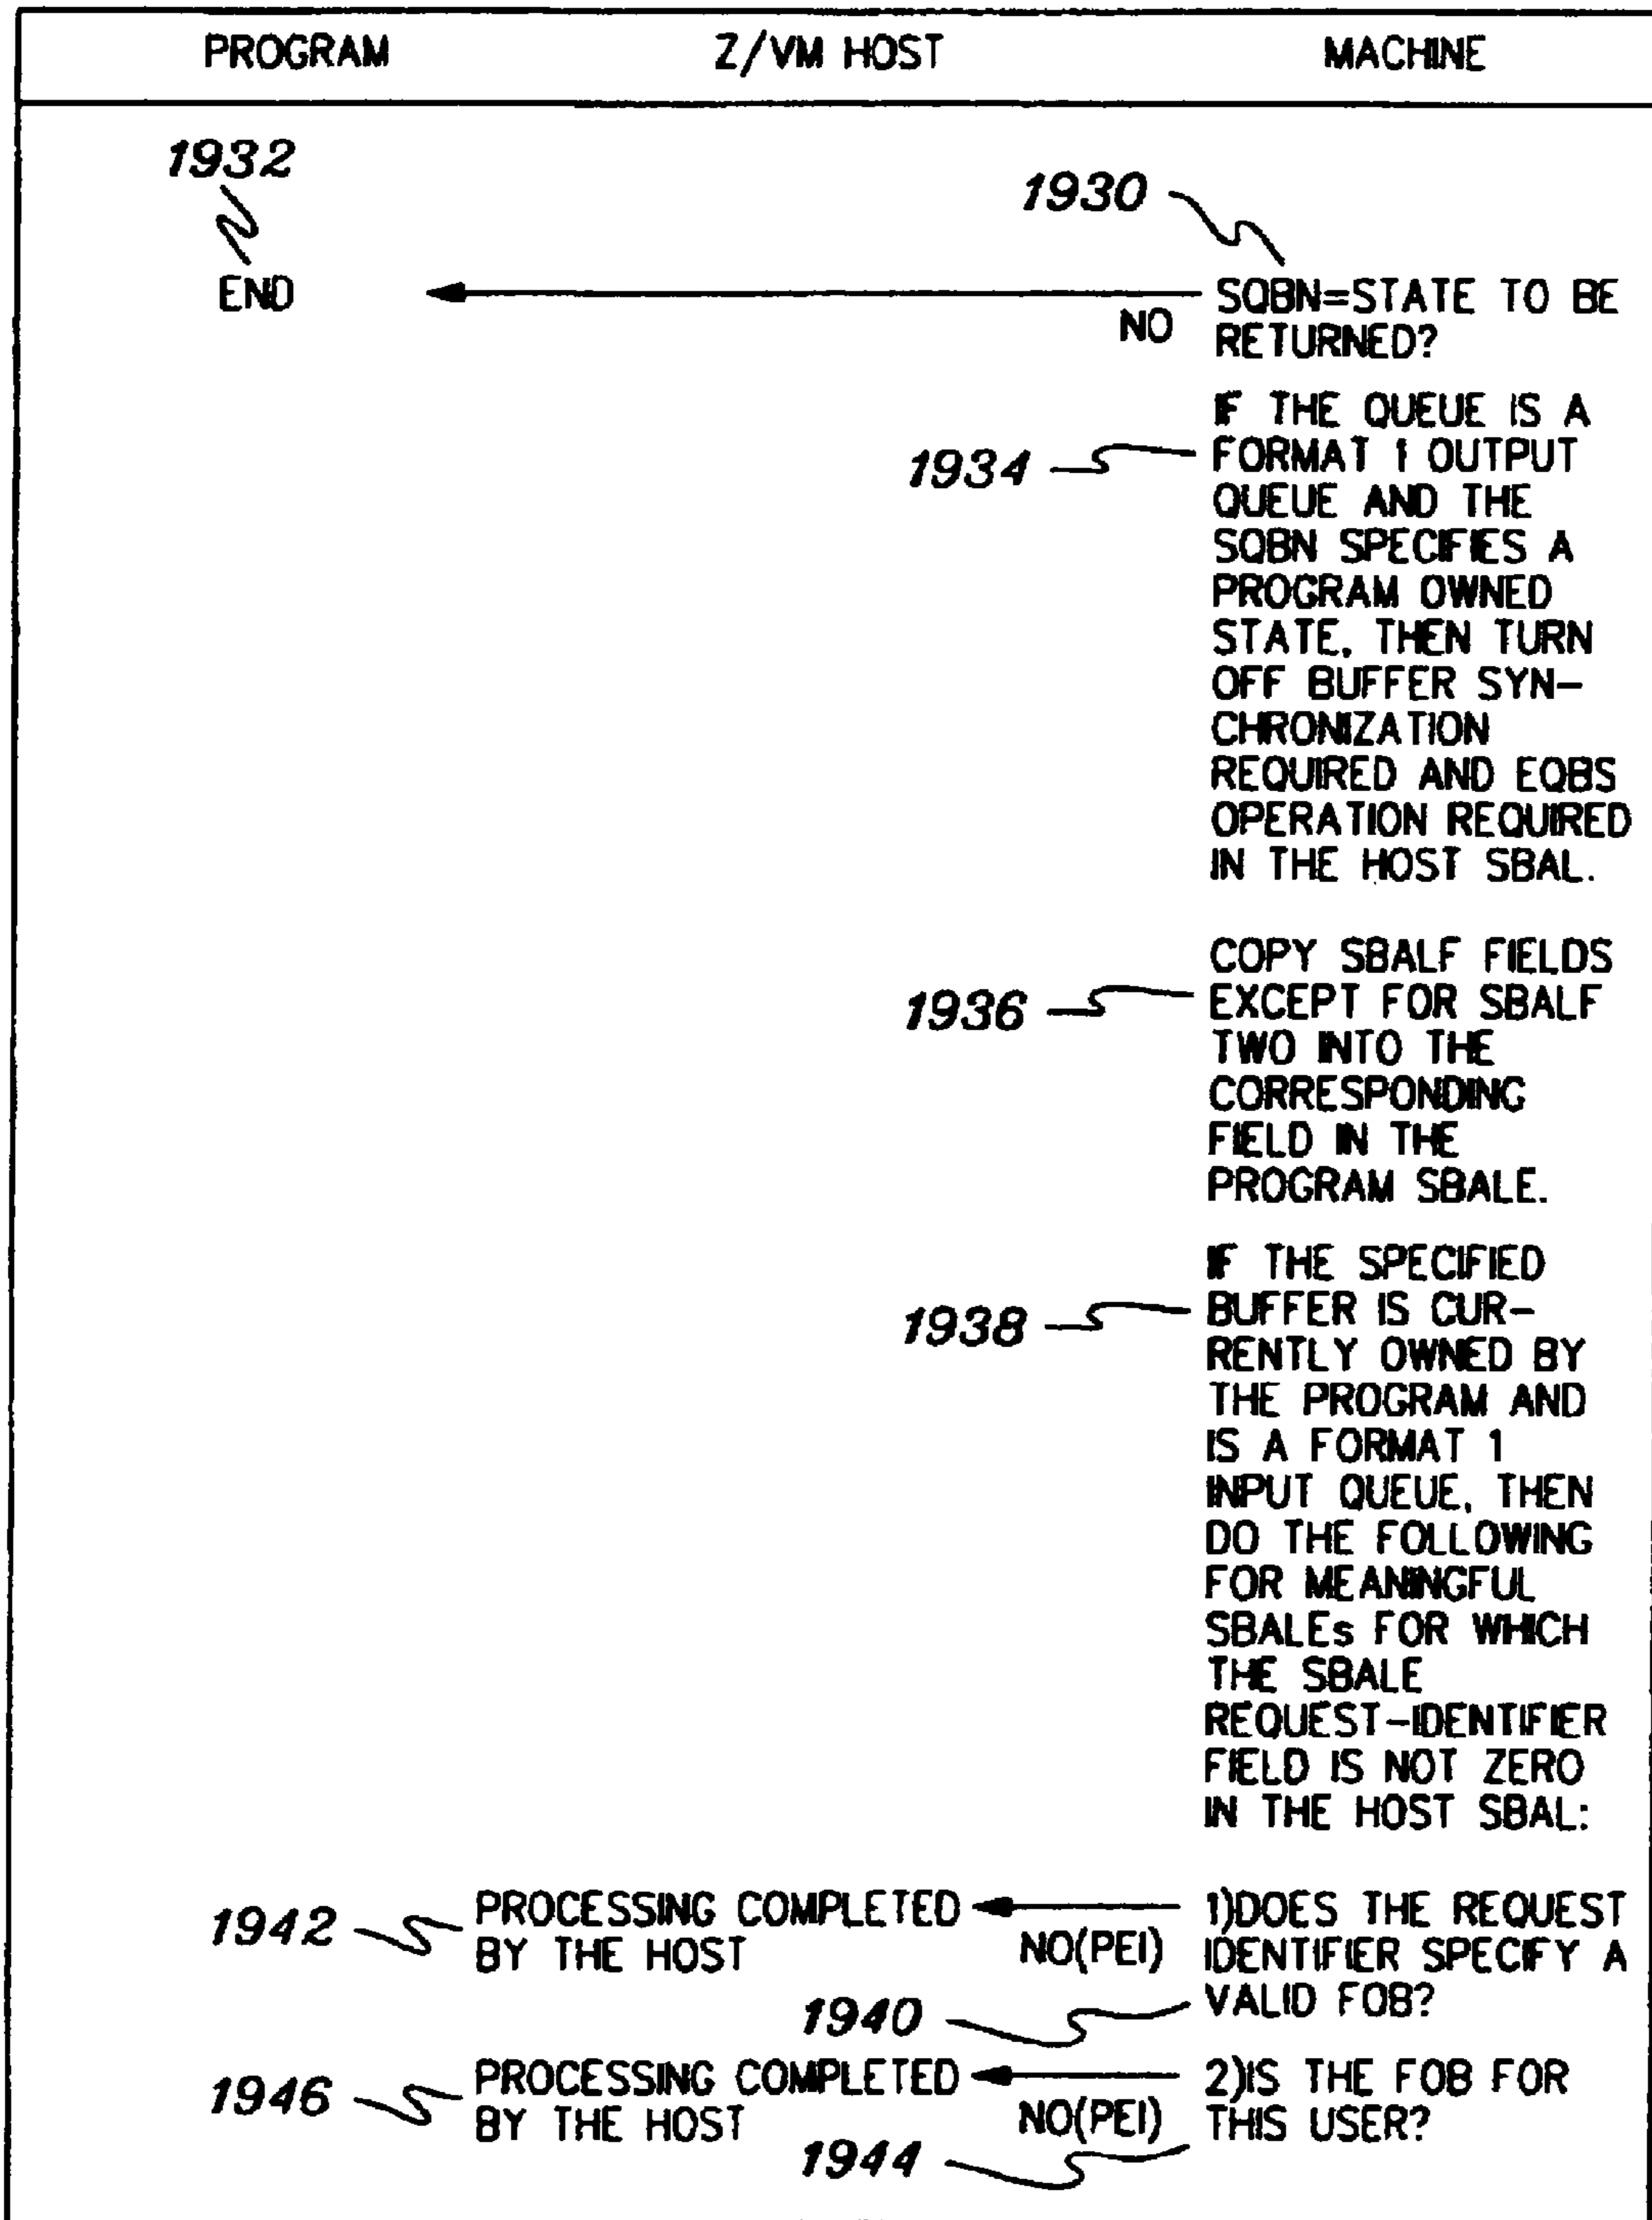 PROGRAM Z/VM HOST MACHINE
1932
1930
END
NO
SQBN=STATE TO BE
RETURNED?
1934
IF THE QUEUE IS A
FORMAT 1 OUTPUT
QUEUE AND THE
SQBN SPECIFIES A
PROGRAM OWNED
STATE, THEN TURN
OFF BUFFER SYN-
CHRONIZATION
REQUIRED AND EQBS
OPERATION REQUIRED
IN THE HOST SBAL.
1936
COPY SBALF FIELDS
EXCEPT FOR SBALF
TWO INTO THE
CORRESPONDING
FIELD IN THE
PROGRAM SBALE.
1938
IF THE SPECIFIED
BUFFER IS CUR-
RENTLY OWNED BY
THE PROGRAM AND
IS A FORMAT 1
INPUT QUEUE, THEN
DO THE FOLLOWING
FOR MEANINGFUL
SBALEs FOR WHICH
THE SBALE
REQUEST-IDENTIFIER
FIELD IS NOT ZERO
IN THE HOST SBAL:
1942
PROCESSING COMPLETED
BY THE HOST
NO(PEI)
1)DOES THE REQUEST
IDENTIFIER SPECIFY A
VALID FOB?
1940
1946
PROCESSING COMPLETED
BY THE HOST
NO(PEI)
2)IS THE FOB FOR
THIS USER?
1944